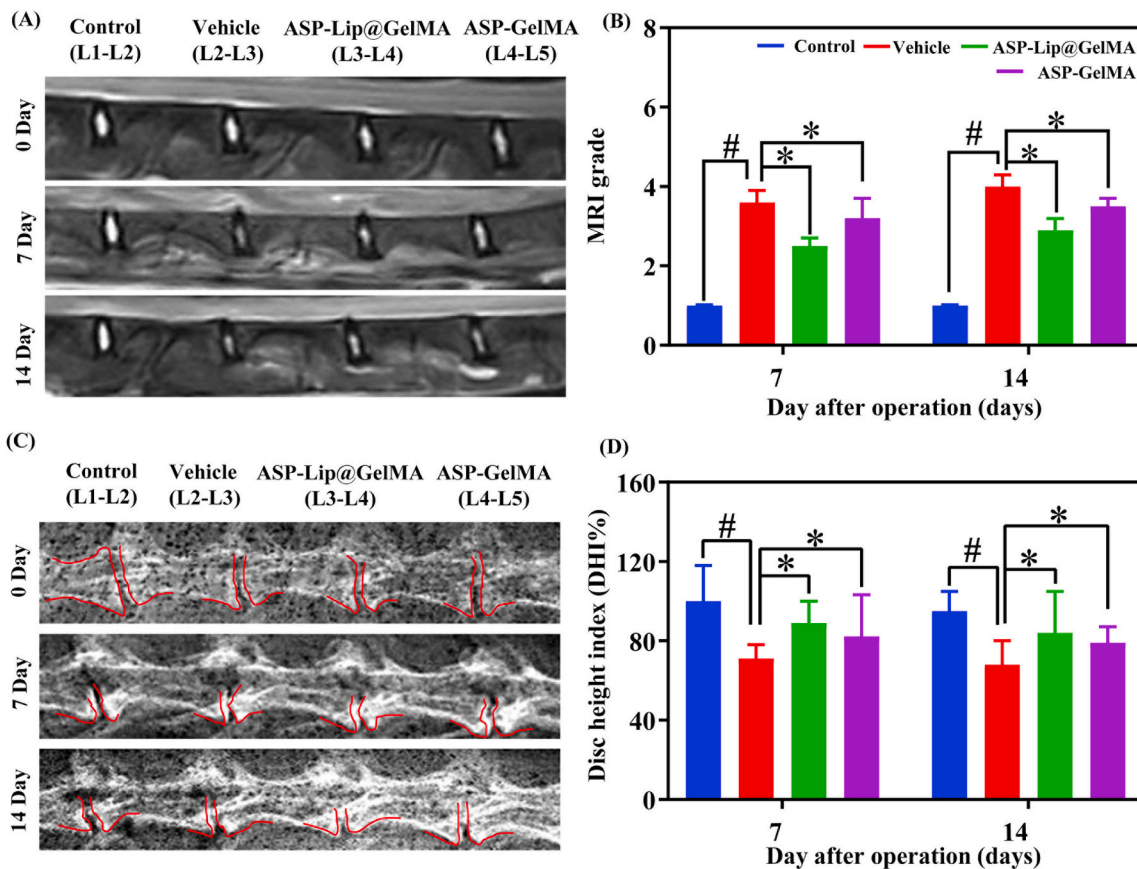 (A)
Control Vehicle ASP-Lip@GelMA ASP-GelMA
(L1-L2) (L2-L3) (L3-L4) (L4-L5)
0 Day
7 Day
14 Day
(B)
8
6
4
2
0
MRI grade
Control Vehicle ASP-Lip@GelMA
ASP-GelMA
# * *
# * *
7 14
Day after operation (days)
(C)
Control Vehicle ASP-Lip@GelMA ASP-GelMA
(L1-L2) (L2-L3) (L3-L4) (L4-L5)
0 Day
7 Day
14 Day
(D)
160
120
80
40
0
Disc height index (DHI%)
# * *
# * *
7 14
Day after operation (days)